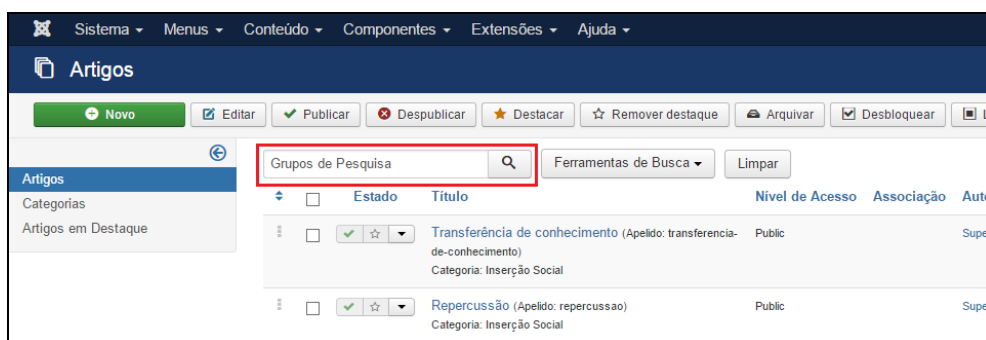 Sistema Menus Conteúdo Componentes Extensões Ajuda
Artigos
Novo Editar Publicar Despublicar Destacar Remover destaque Arquivar Desbloquear
Grupos de Pesquisa Ferramentas de Busca Limpar
Artigos
Categorias
Artigos em Destaque
Estado Título Nível de Acesso Associação
Transferência de conhecimento (Apelido: transferencia- Public
de-conhecimento)
Categoria: Inserção Social
Repercussão (Apelido: repercussao) Public
Categoria: Inserção Social